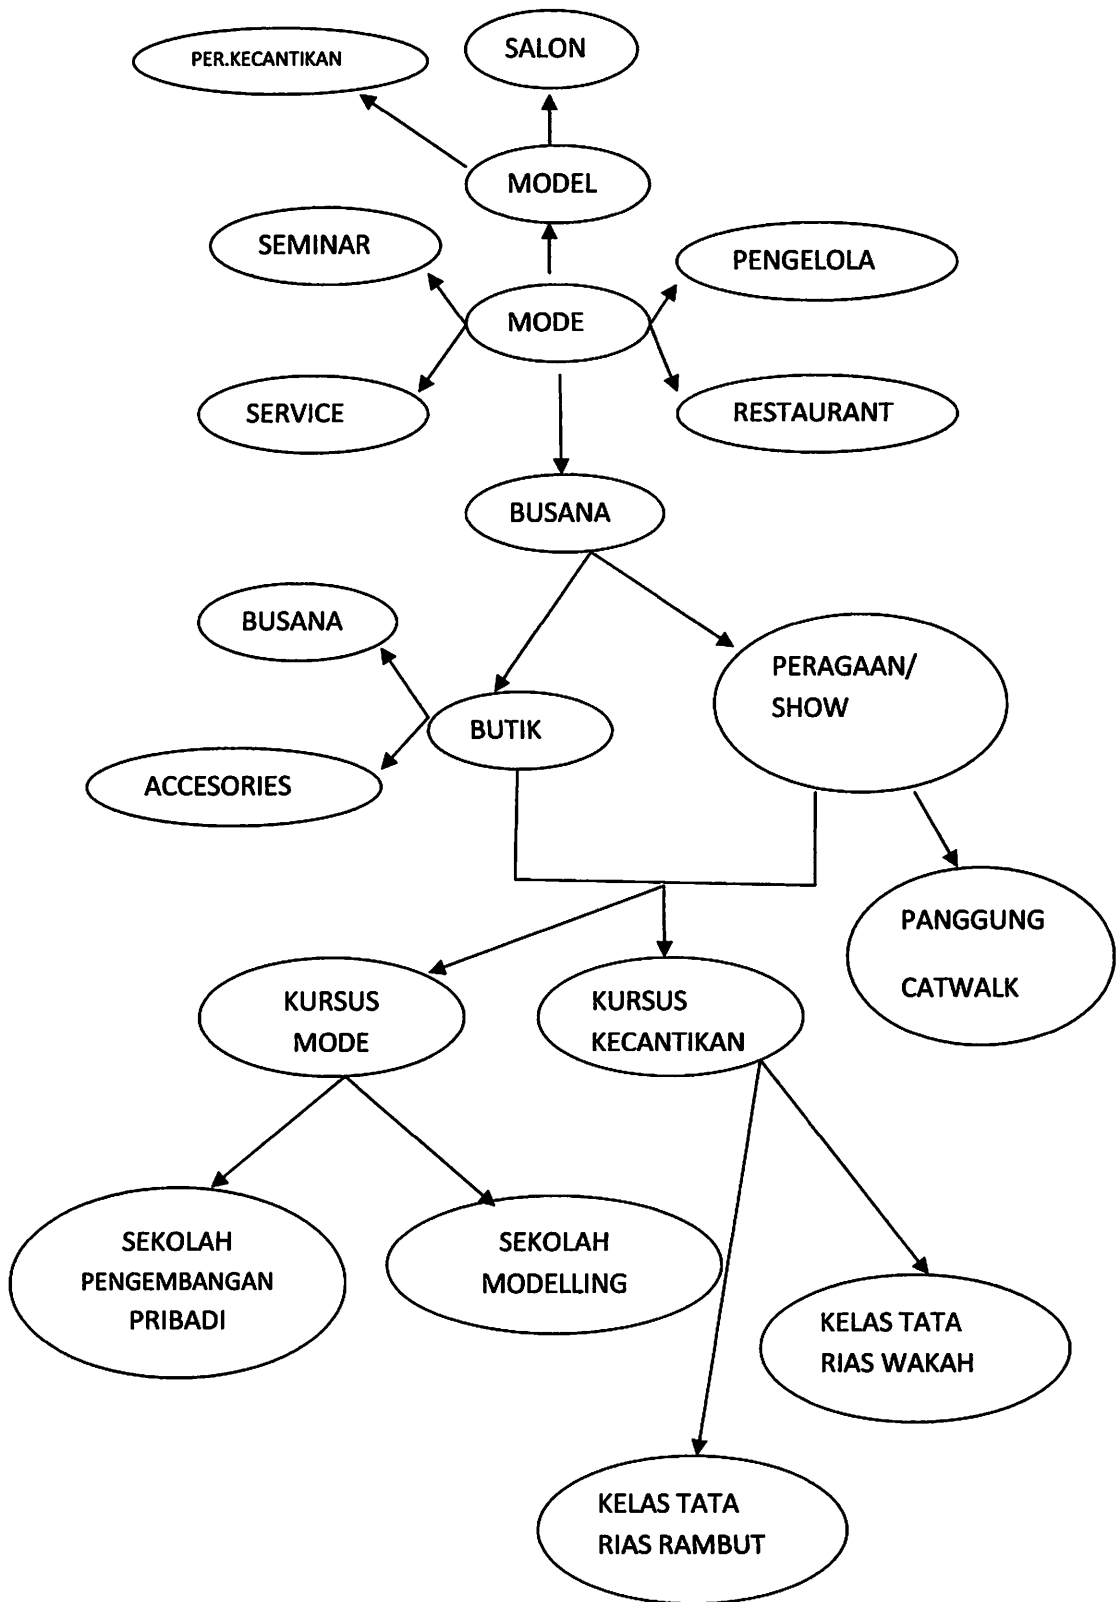 SALON
PER.KECANTIKAN
MODEL
SEMINAR
PENGELOLA
MODE
SERVICE
RESTAURANT
BUSANA
BUSANA
PERAGAAN/
SHOW
BUTIK
ACCESORIES
PANGGUNG
CATWALK
KURSUS
MODE
KURSUS
KECANTIKAN
SEKOLAH
PENGEMBANGAN
PRIBADI
SEKOLAH
MODELLING
KELAS TATA
RIAS WAKAH
KELAS TATA
RIAS RAMBUT